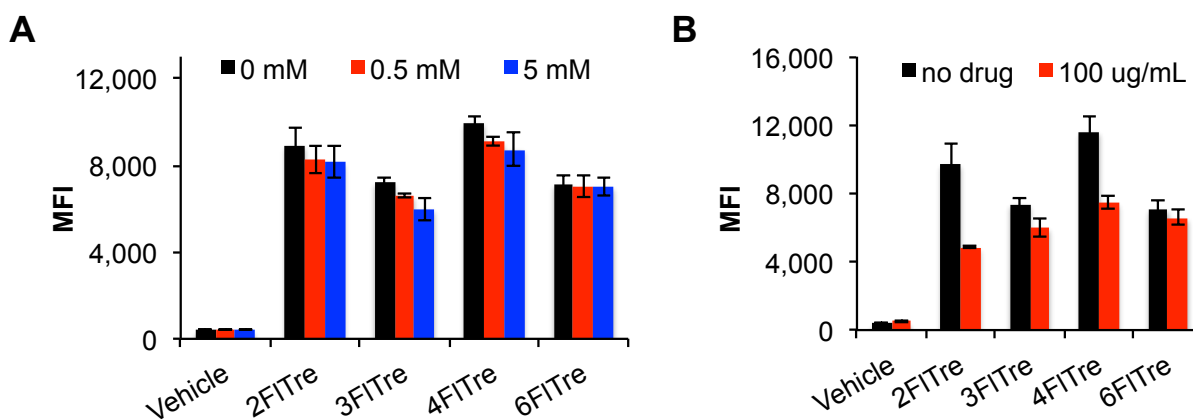 A
B
12,000
8,000
4,000
0
MFI
0 mM 0.5 mM 5 mM
Vehicle
2FlTre
3FlTre
4FlTre
6FlTre
16,000
12,000
8,000
4,000
0
MFI
no drug 100 ug/mL
Vehicle
2FlTre
3FlTre
4FlTre
6FlTre